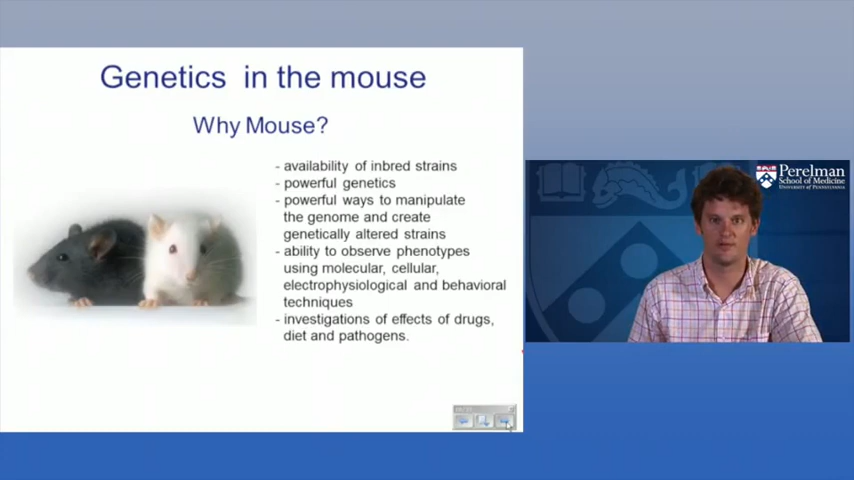 Genetics in the mouse
Why Mouse?
- availability of inbred strains
- powerful genetics
- powerful ways to manipulate
the genome and create
genetically altered strains
- ability to observe phenotypes
using molecular, cellular,
electrophysiological and behavioral
techniques
- investigations of effects of drugs,
diet and pathogens.
Perelman
School of Medicine
UNIVERSITY of PENNSYLVANIA